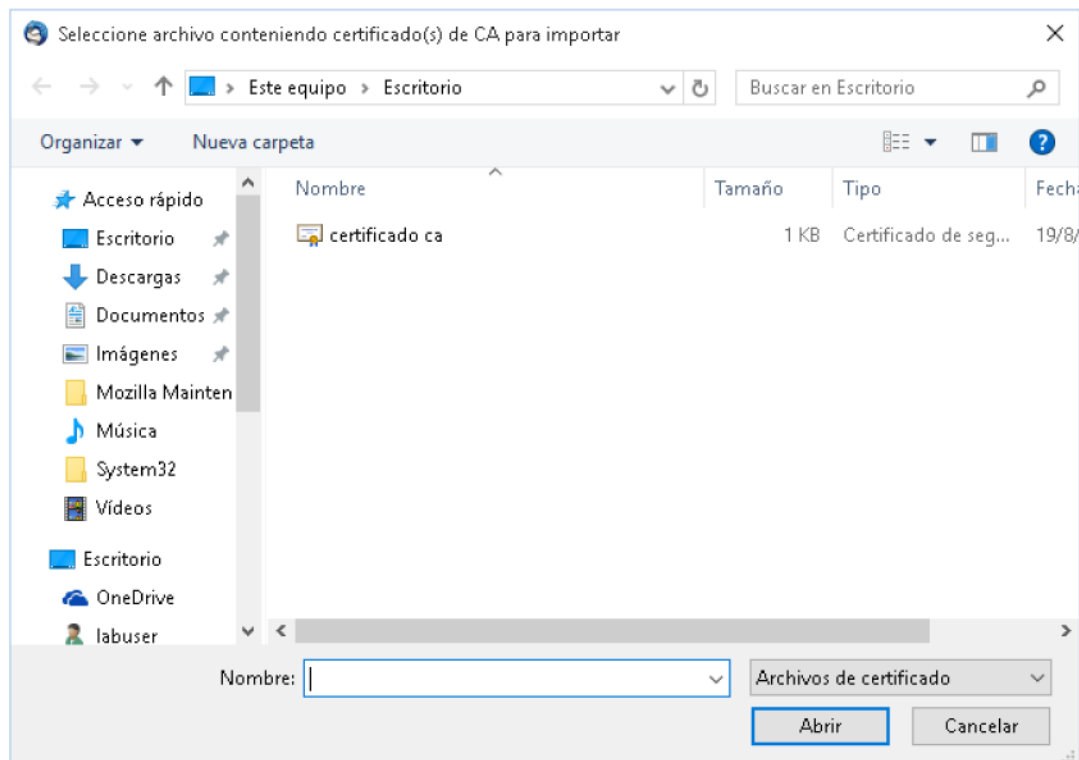 Seleccione archivo conteniendo certificado(s) de CA para importar
Este equipo > Escritorio
Buscar en Escritorio
Organizar
Nueva carpeta
?
Nombre
Tamaño
Tipo
Fecha
certificado ca
1 KB
Certificado de seg...
19/8/
Acceso rápido
Escritorio
Descargas
Documentos
Imágenes
Mozilla Mainten
Música
System32
Vídeos
Escritorio
OneDrive
labuser
Nombre:
Archivos de certificado
Abrir
Cancelar